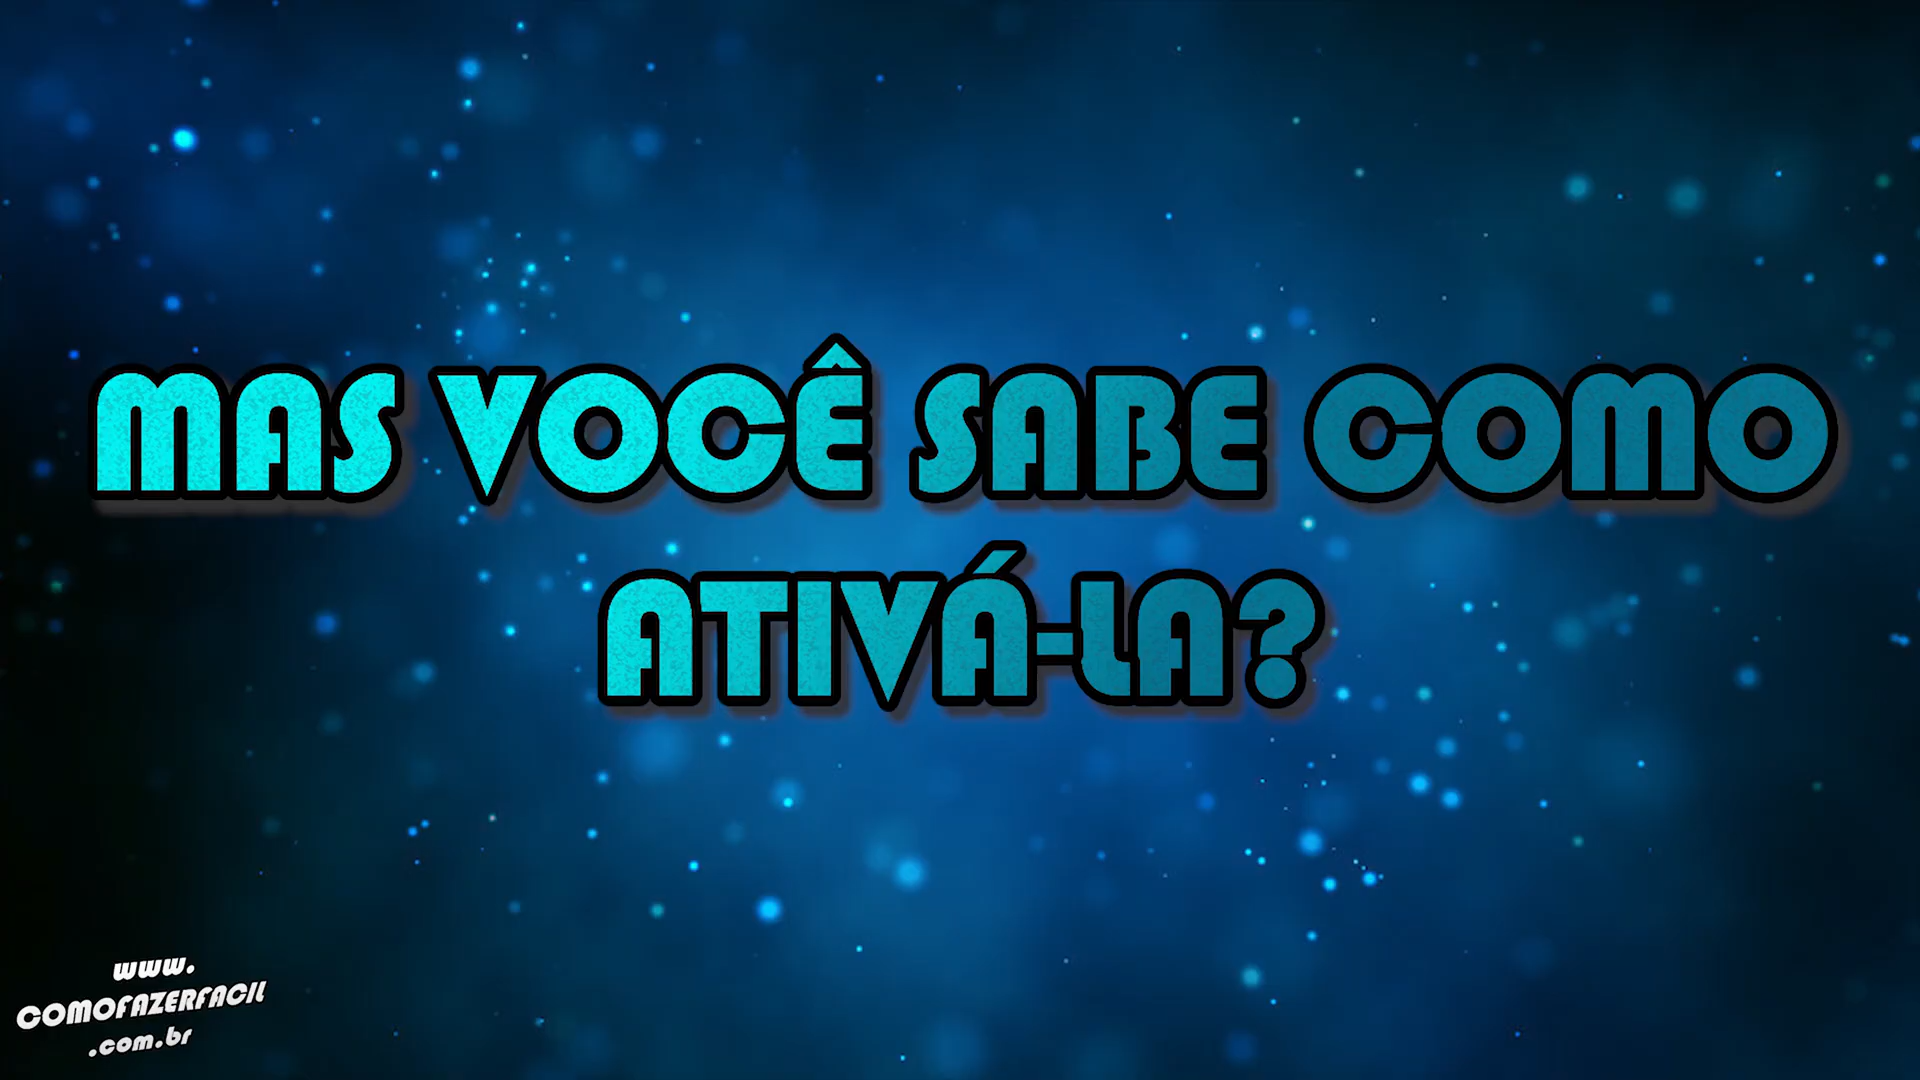 MAS VOCÊ SABE COMO
ATIVÁ-LA?
www.
COMOFAZERFACIL
.com.br